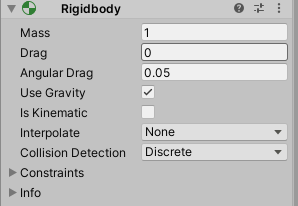 Rigidbody
Mass 1
Drag 0
Angular Drag 0.05
Use Gravity
Is Kinematic
Interpolate None
Collision Detection Discrete
Constraints
Info